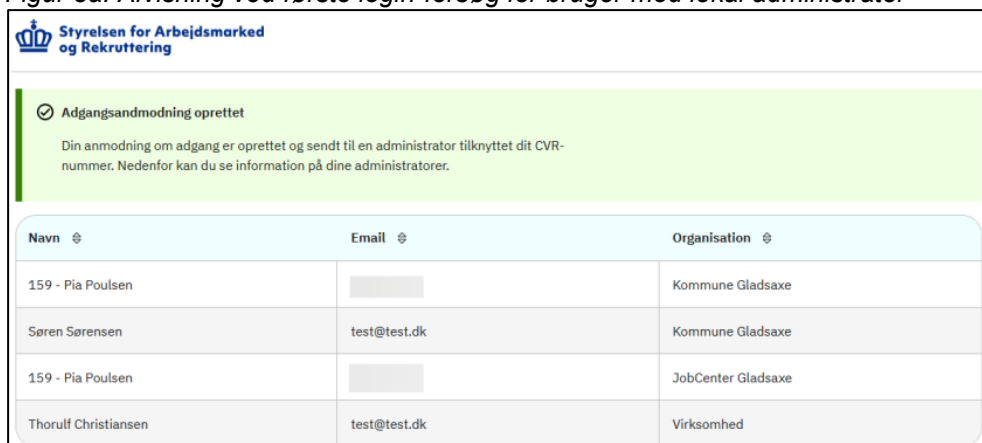 Styrelsen for Arbejdsmarked
og Rekruttering
Adgangsandmodning oprettet
Din anmodning om adgang er oprettet og sendt til en administrator tilknyttet dit CVR-
nummer. Nedenfor kan du se information på dine administratorer.
Navn Email Organisation
159 - Pia Poulsen Kommune Gladsaxe
Søren Sørensen test@test.dk Kommune Gladsaxe
159 - Pia Poulsen JobCenter Gladsaxe
Thorulf Christiansen test@test.dk Virksomhed